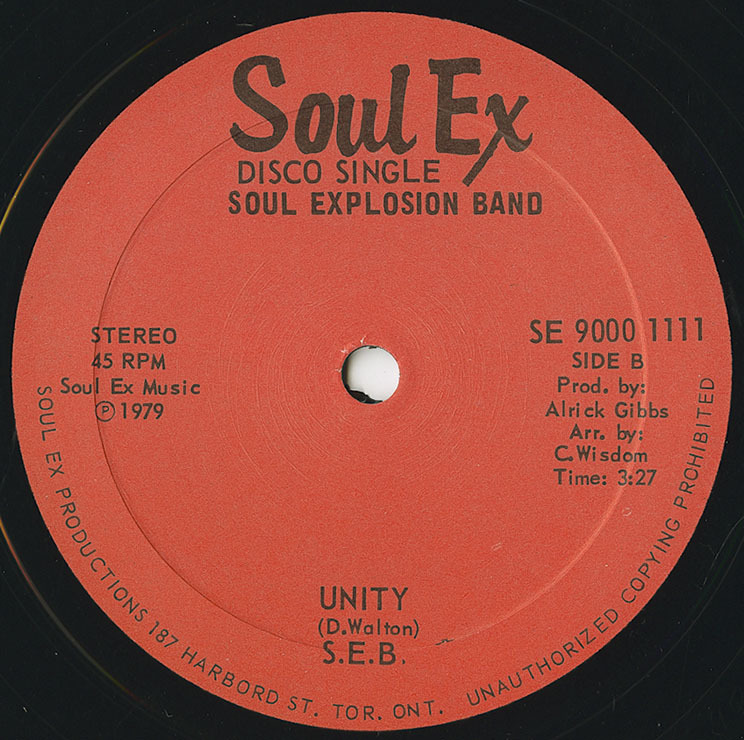 Soul Ex
DISCO SINGLE
SOUL EXPLOSION BAND
STEREO
45 RPM
Soul Ex Music
Ⓟ 1979
SE 9000 1111
SIDE B
Prod. by:
Alrick Gibbs
Arr. by:
C.Wisdom
Time: 3:27
UNITY
(D.Walton)
S.E.B.
SOUL EX PRODUCTIONS 187 HARBORD ST. TOR. ONT. UNAUTHORIZED COPYING PROHIBITED